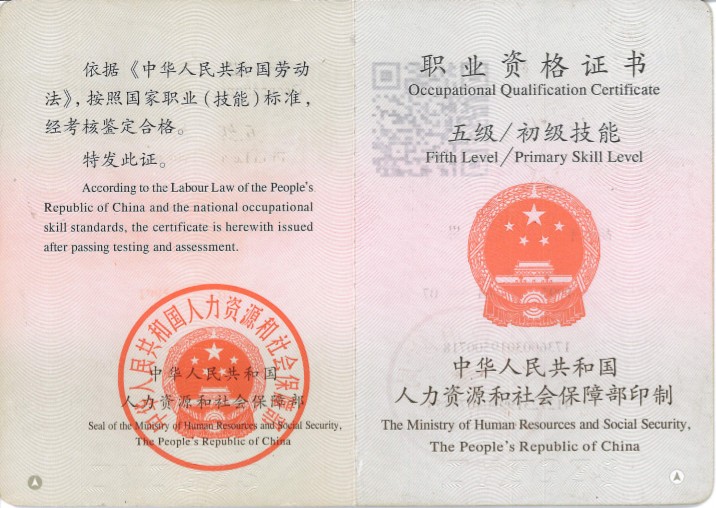 依据《中华人民共和国劳动
法》，按照国家职业（技能）标准，
经考核鉴定合格。
特发此证。
According to the Labour Law of the People's
Republic of China and the national occupational
skill standards, the certificate is herewith issued
after passing testing and assessment.
中华人民共和国人力资源和社会保障部
中华人民共和国
人力资源和社会保障部
Seal of the Ministry of Human Resources and Social Security,
The People's Republic of China
职业资格证书
Occupational Qualification Certificate
五级/初级技能
Fifth Level/Primary Skill Level
中华人民共和国
人力资源和社会保障部印制
The Ministry of Human Resources and Social Security,
The People's Republic of China